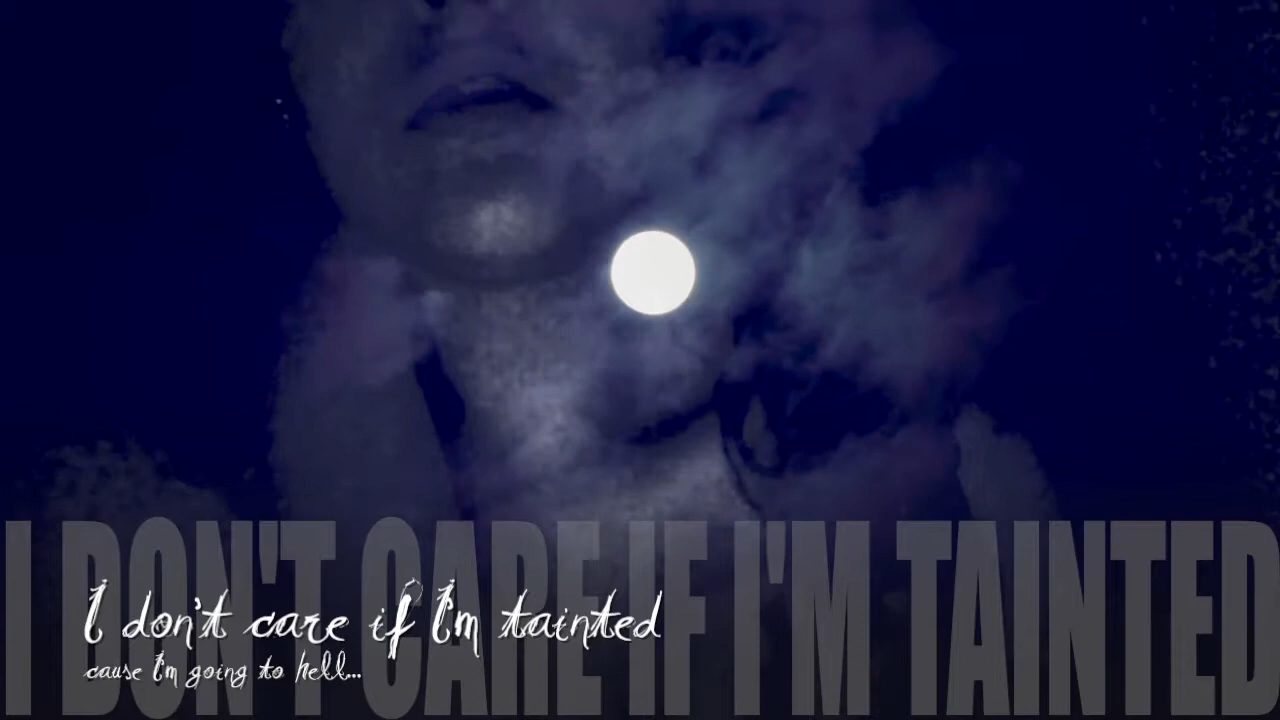 I DON'T CARE IF I'M TAINTED
I don't care if I'm tainted
cause I'm going to hell...